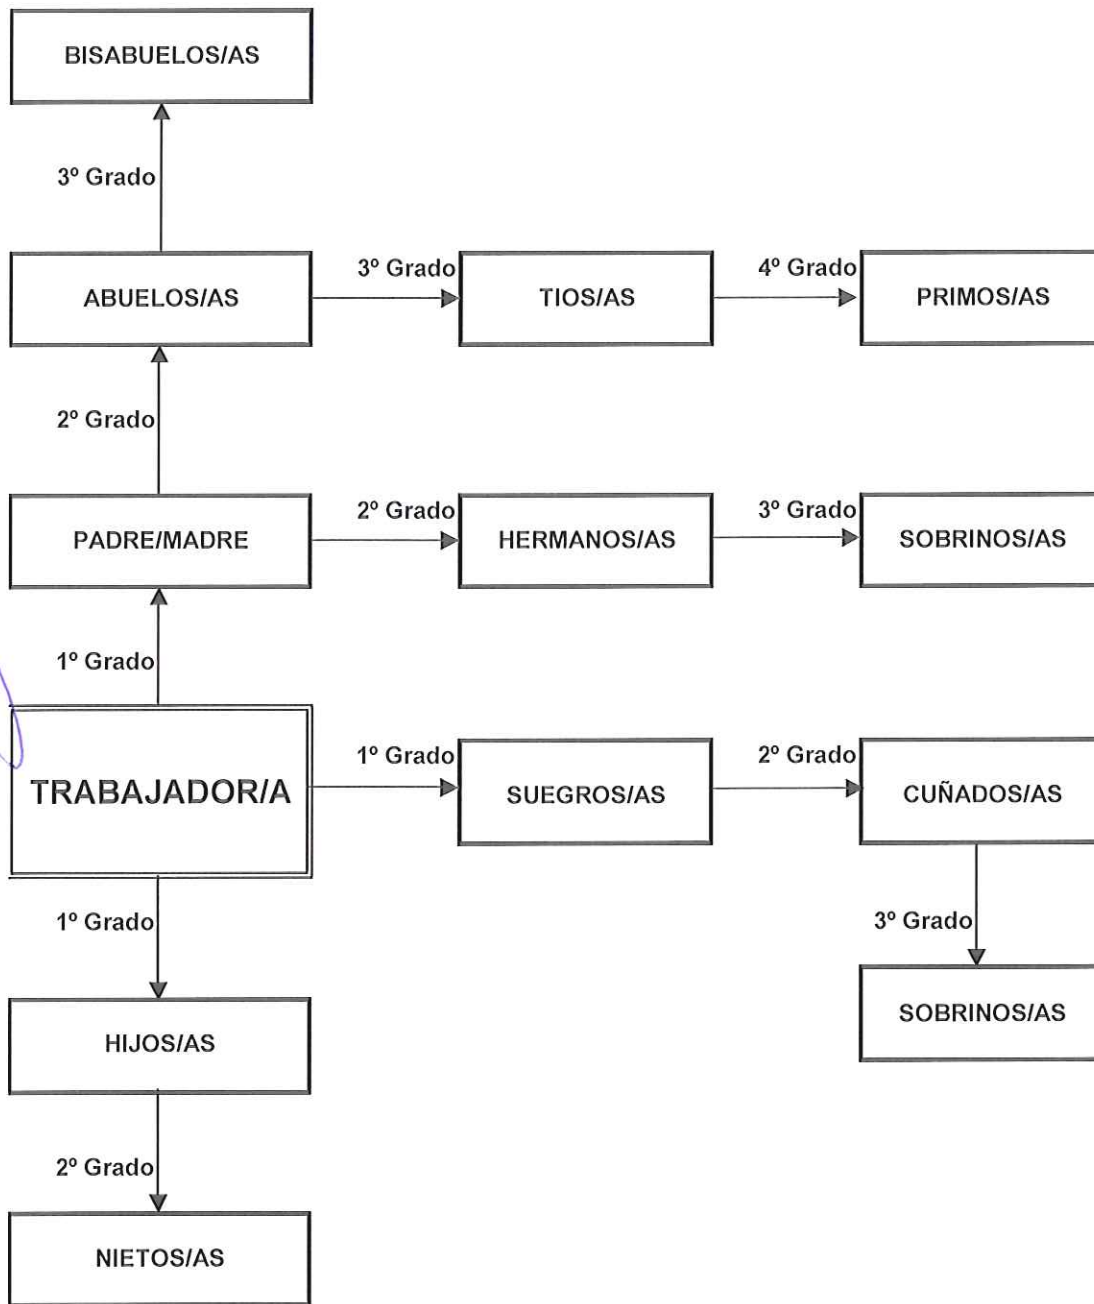 BISABUELOS/AS
3º Grado
ABUELOS/AS
3º Grado
TIOS/AS
4º Grado
PRIMOS/AS
2º Grado
PADRE/MADRE
2º Grado
HERMANOS/AS
3º Grado
SOBRINOS/AS
1º Grado
TRABAJADOR/A
1º Grado
SUEGROS/AS
2º Grado
CUÑADOS/AS
1º Grado
3º Grado
HIJOS/AS
SOBRINOS/AS
2º Grado
NIETOS/AS